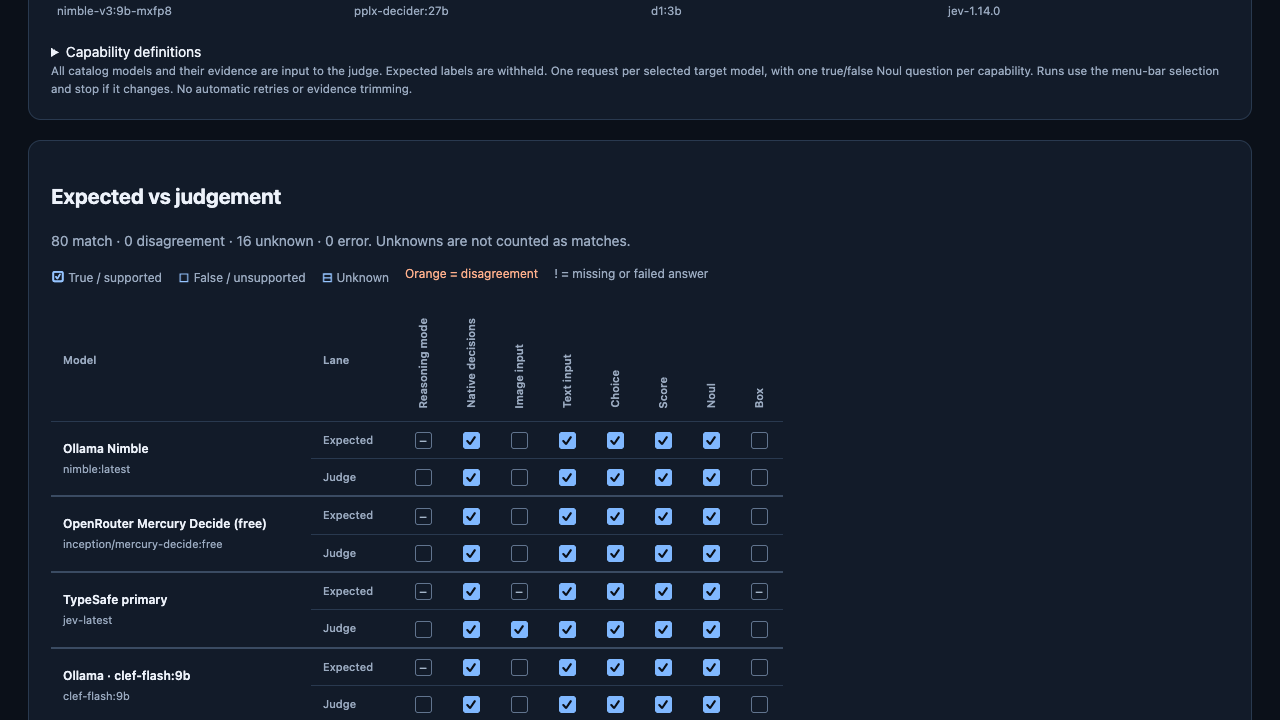 nimble-v3:9b-mxfp8 pplx-decider:27b d1:3b jev-1.14.0
Capability definitions
All catalog models and their evidence are input to the judge. Expected labels are withheld. One request per selected target model, with one true/false Noul question per capability. Runs use the menu-bar selection
and stop if it changes. No automatic retries or evidence trimming.
Expected vs judgement
80 match · 0 disagreement · 16 unknown · 0 error. Unknowns are not counted as matches.
True / supported False / unsupported Unknown Orange = disagreement ! = missing or failed answer
Model Lane Reasoning mode Native decisions Image input Text input Choice Score Noul Box
Ollama Nimble
nimble:latest
Expected
Judge
OpenRouter Mercury Decide (free)
inception/mercury-decide:free
Expected
Judge
TypeSafe primary
jev-latest
Expected
Judge
Ollama · clef-flash:9b
clef-flash:9b
Expected
Judge